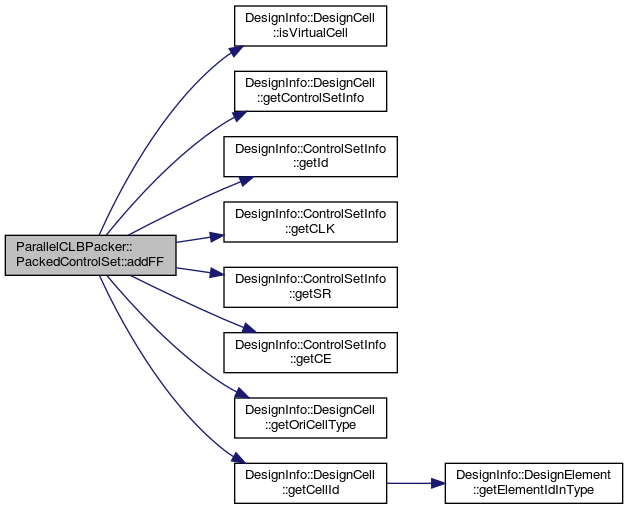 DesignInfo::DesignCell
::isVirtualCell
DesignInfo::DesignCell
::getControlSetInfo
DesignInfo::ControlSetInfo
::getId
DesignInfo::ControlSetInfo
::getCLK
ParallelCLBPacker::
PackedControlSet::addFF
DesignInfo::ControlSetInfo
::getSR
DesignInfo::ControlSetInfo
::getCE
DesignInfo::DesignCell
::getOriCellType
DesignInfo::DesignCell
::getCellId
DesignInfo::DesignElement
::getElementIdInType